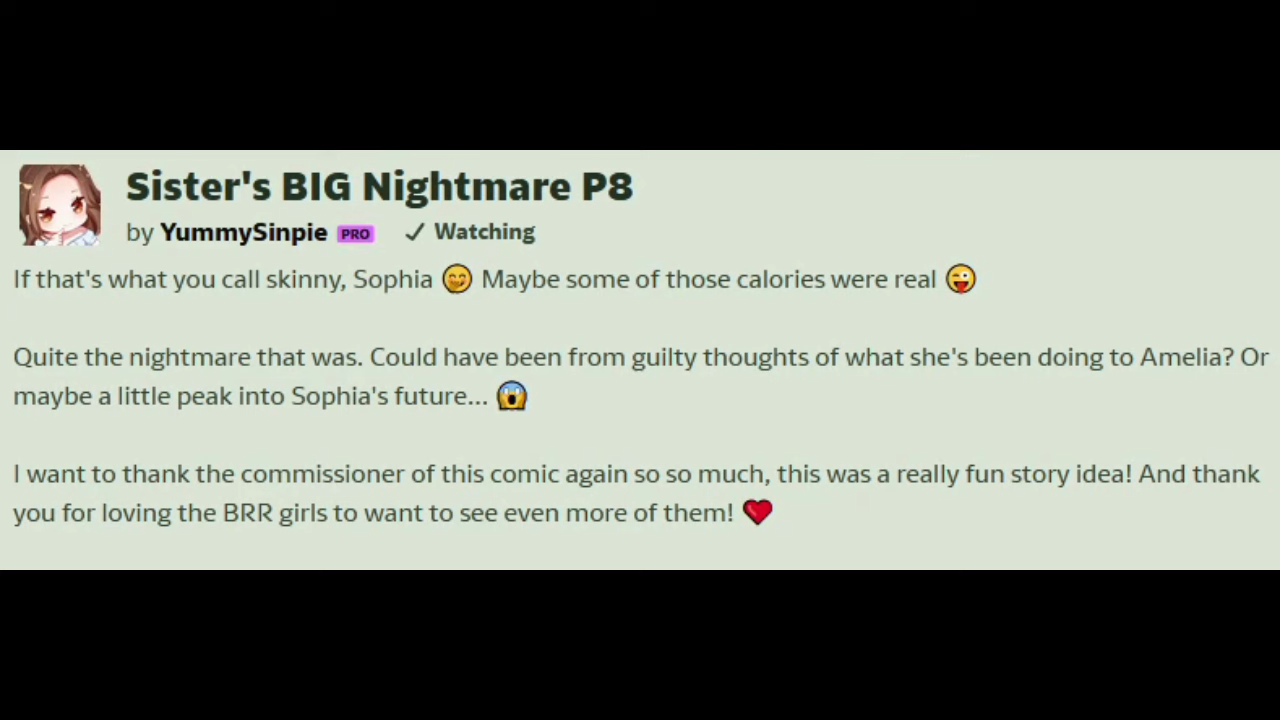 Sister's BIG Nightmare P8
by YummySinpie PRO ✓ Watching
If that's what you call skinny, Sophia 😋 Maybe some of those calories were real 😜
Quite the nightmare that was. Could have been from guilty thoughts of what she's been doing to Amelia? Or
maybe a little peak into Sophia's future... 😱
I want to thank the commissioner of this comic again so so much, this was a really fun story idea! And thank
you for loving the BRR girls to want to see even more of them! ❤️